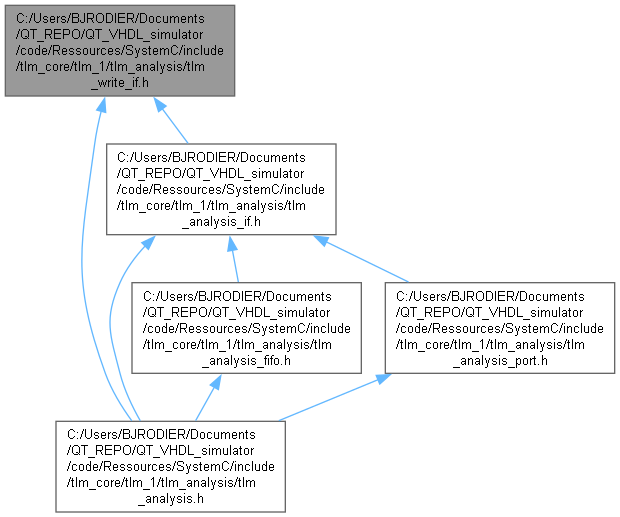 C:/Users/BJRODIER/Documents
/QT_REPO/QT_VHDL_simulator
/code/Ressources/SystemC/include
/tlm_core/tlm_1/tlm_analysis/tlm
_write_if.h
C:/Users/BJRODIER/Documents
/QT_REPO/QT_VHDL_simulator
/code/Ressources/SystemC/include
/tlm_core/tlm_1/tlm_analysis/tlm
_analysis_if.h
C:/Users/BJRODIER/Documents
/QT_REPO/QT_VHDL_simulator
/code/Ressources/SystemC/include
/tlm_core/tlm_1/tlm_analysis/tlm
_analysis_fifo.h
C:/Users/BJRODIER/Documents
/QT_REPO/QT_VHDL_simulator
/code/Ressources/SystemC/include
/tlm_core/tlm_1/tlm_analysis/tlm
_analysis_port.h
C:/Users/BJRODIER/Documents
/QT_REPO/QT_VHDL_simulator
/code/Ressources/SystemC/include
/tlm_core/tlm_1/tlm_analysis/tlm
_analysis.h